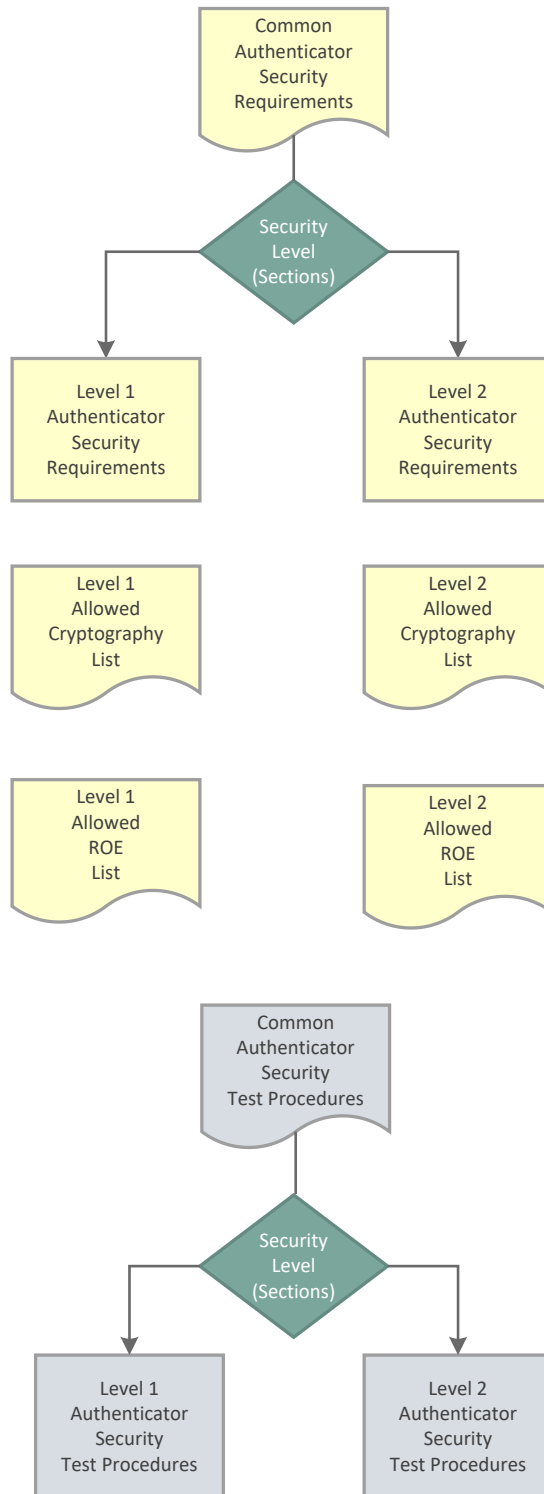 Common
Authenticator
Security
Requirements
Security
Level
(Sections)
Level 1
Authenticator
Security
Requirements
Level 2
Authenticator
Security
Requirements
Level 1
Allowed
Cryptography
List
Level 2
Allowed
Cryptography
List
Level 1
Allowed
ROE
List
Level 2
Allowed
ROE
List
Common
Authenticator
Security
Test Procedures
Security
Level
(Sections)
Level 1
Authenticator
Security
Test Procedures
Level 2
Authenticator
Security
Test Procedures